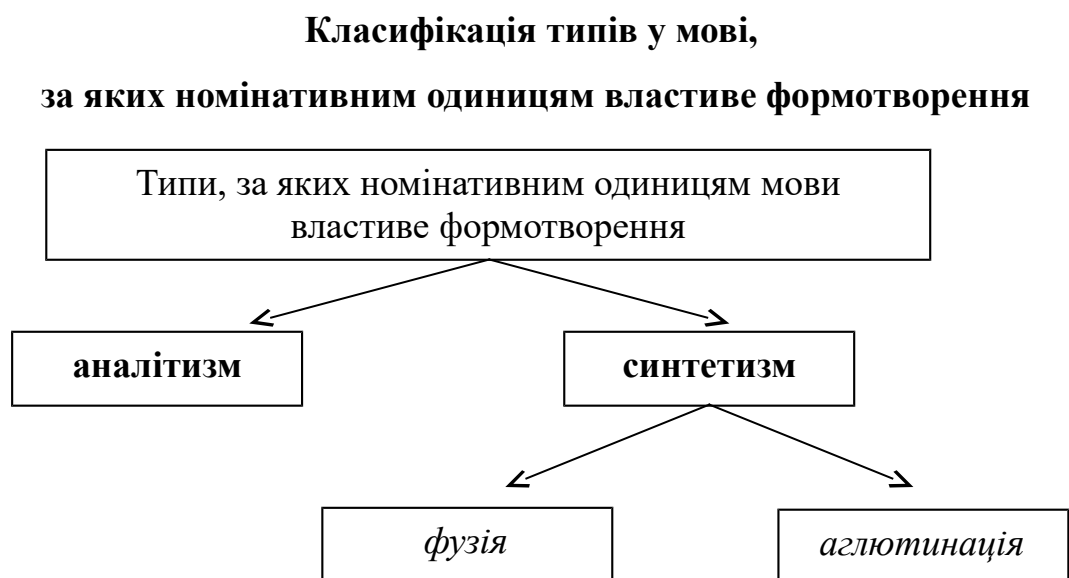 Класифікація типів у мові,
за яких номінативним одиницям властиве формотворення
Типи, за яких номінативним одиницям мови
властиве формотворення
аналітизм
синтетизм
фузія
аглютинація